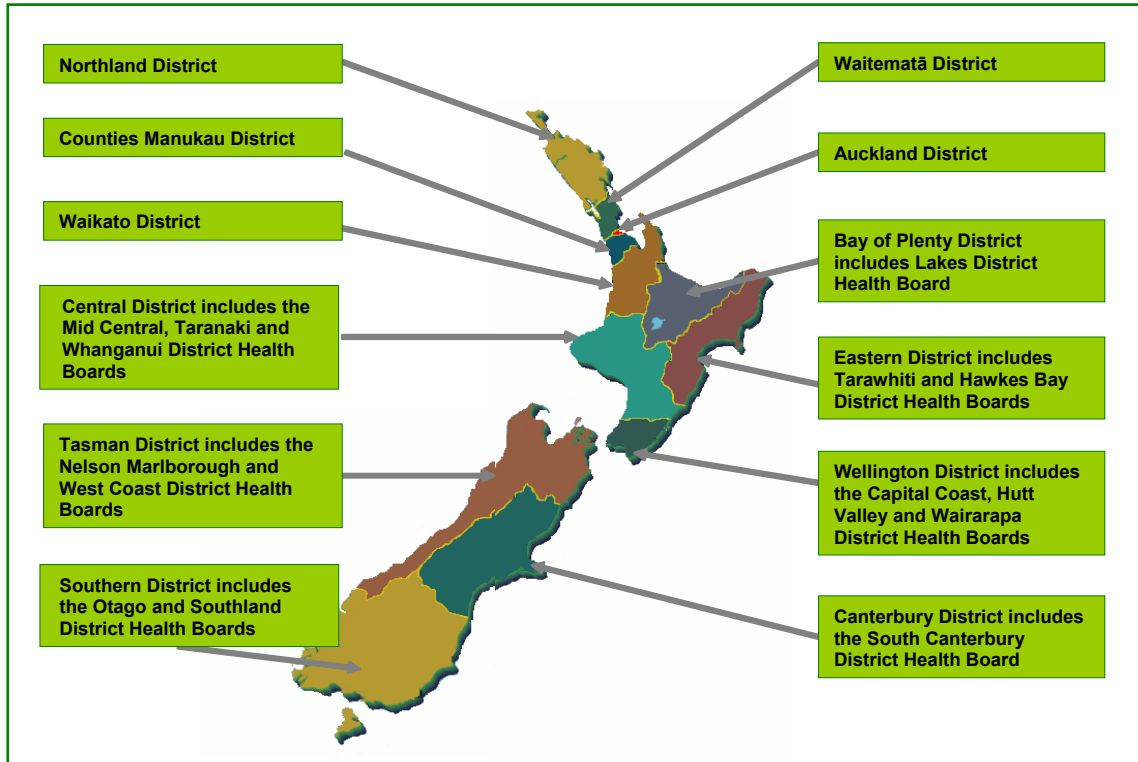 Northland District
Counties Manukau District
Waikato District
Central District includes the
Mid Central, Taranaki and
Whanganui District Health
Boards
Tasman District includes the
Nelson Marlborough and
West Coast District Health
Boards
Southern District includes
the Otago and Southland
District Health Boards
Waitematā District
Auckland District
Bay of Plenty District
includes Lakes District
Health Board
Eastern District includes
Tarawhiti and Hawkes Bay
District Health Boards
Wellington District includes
the Capital Coast, Hutt
Valley and Wairarapa
District Health Boards
Canterbury District includes
the South Canterbury
District Health Board